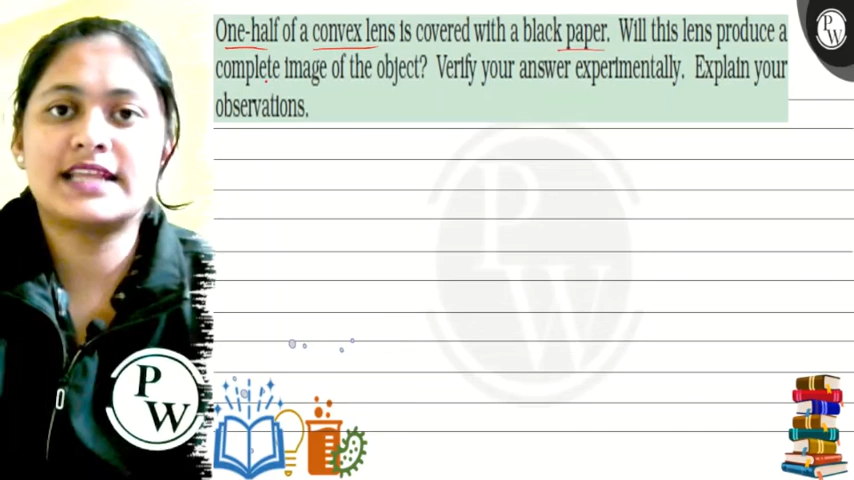 One-half of a convex lens is covered with a black paper. Will this lens produce a
complete image of the object? Verify your answer experimentally. Explain your
observations.
P
W
P
W
P
W